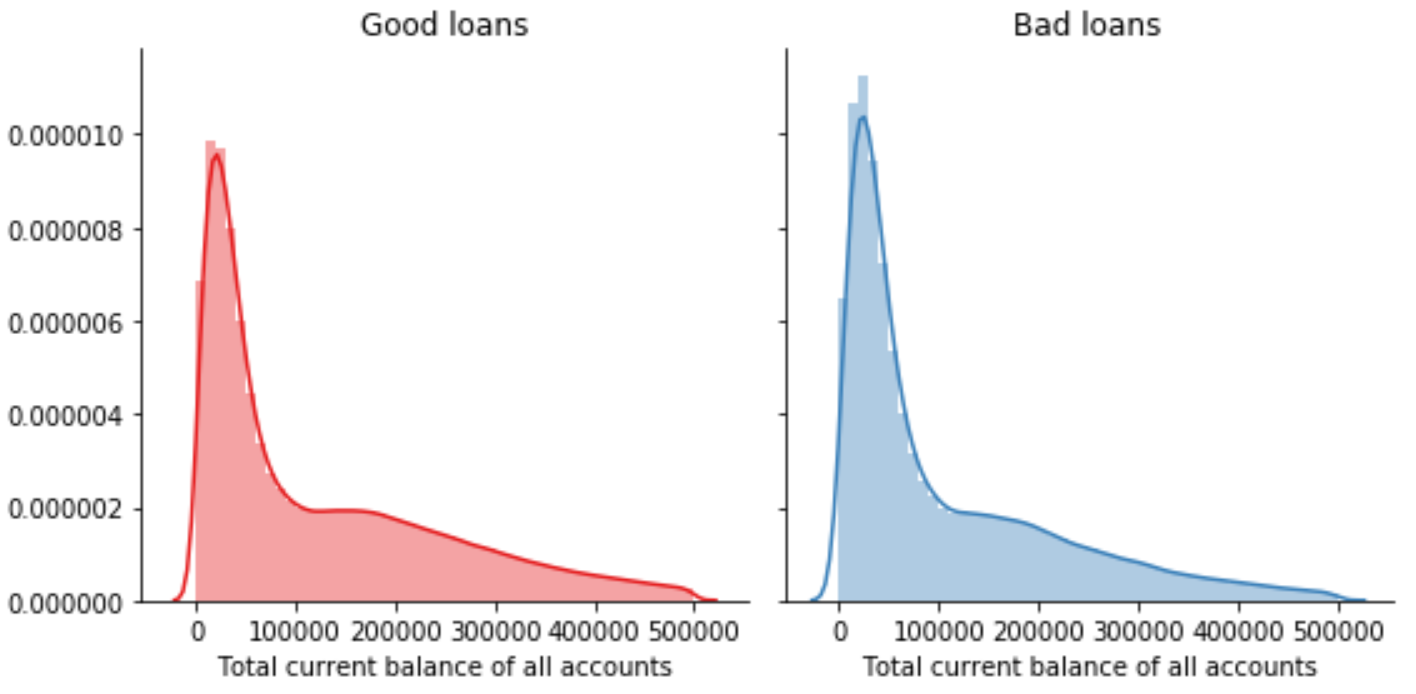 Good loans
Bad loans
0.000010
0.000008
0.000006
0.000004
0.000002
0.000000
0 100000 200000 300000 400000 500000
0 100000 200000 300000 400000 500000
Total current balance of all accounts
Total current balance of all accounts